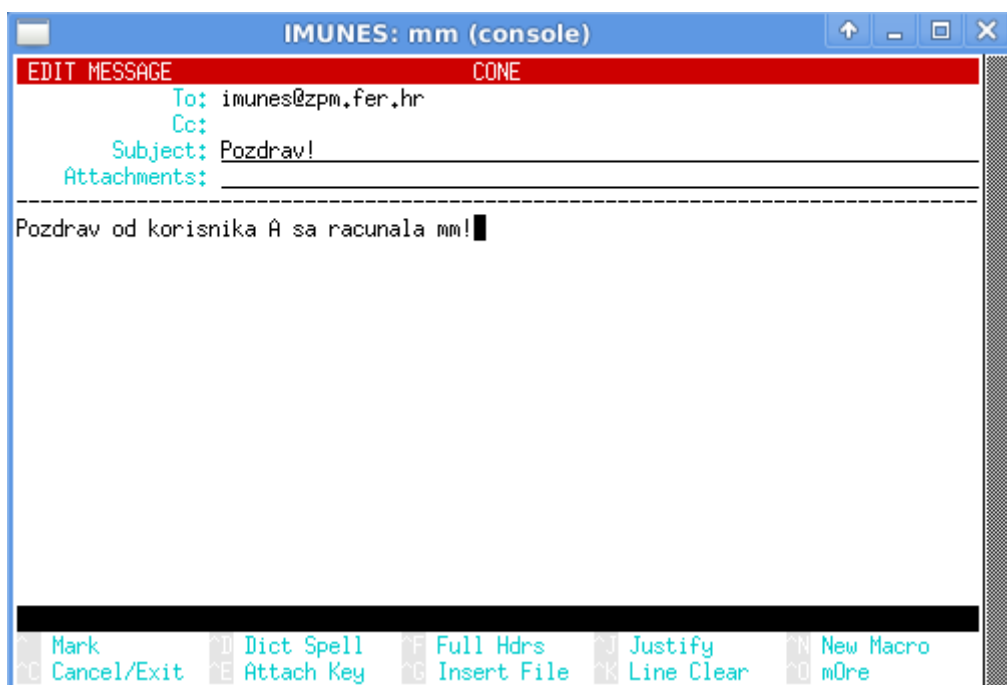 IMUNES: mm (console)
EDIT MESSAGE CONE
To: imunes@zpm.fer.hr
Cc:
Subject: Pozdrav!
Attachments:
Pozdrav od korisnika A sa racunala mm!
^ Mark ^D Dict Spell ^F Full Hdrs ^J Justify ^N New Macro
^C Cancel/Exit ^E Attach Key ^G Insert File ^K Line Clear ^O mOre